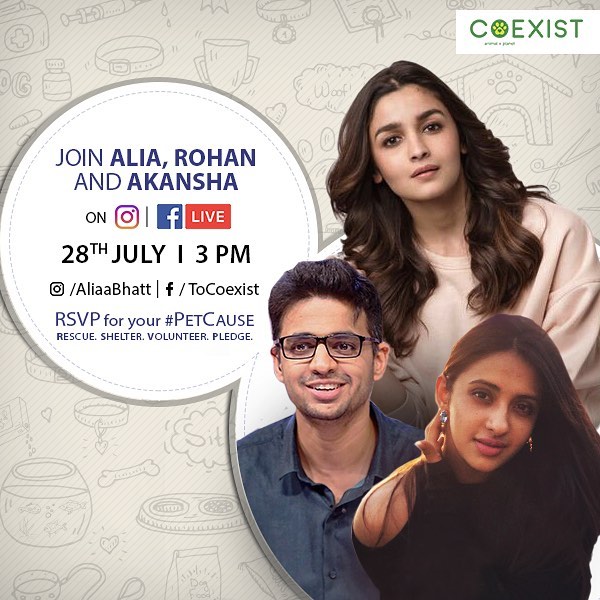 COEXIST
animal • planet
Woof
JOIN ALIA, ROHAN
AND AKANSHA
ON | f LIVE
28TH JULY I 3 PM
/AliaaBhatt | f / ToCoexist
RSVP for your #PETCAUSE
RESCUE. SHELTER. VOLUNTEER. PLEDGE.